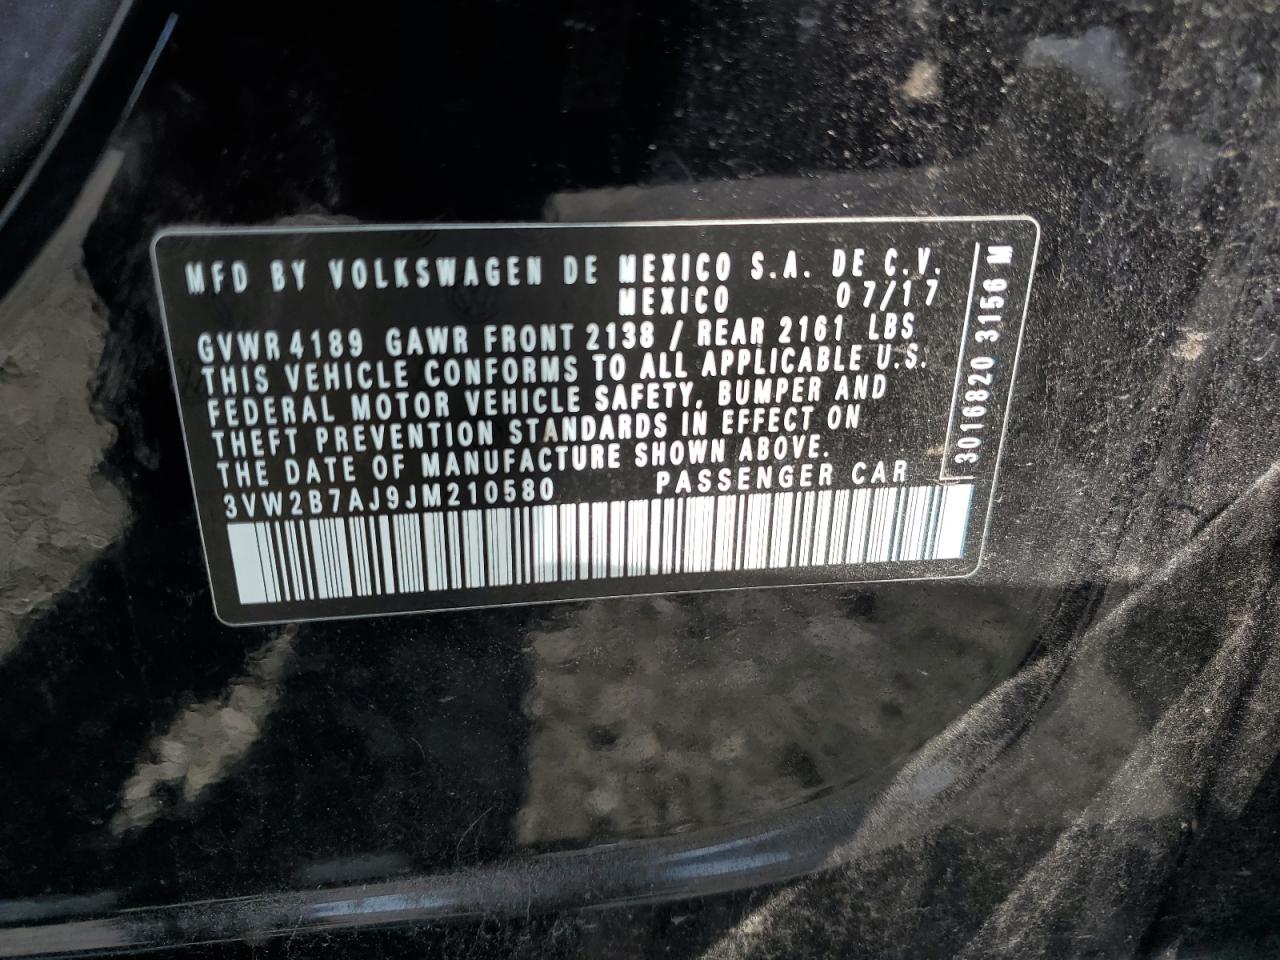 MFD BY VOLKSWAGEN DE MEXICO S.A. DE C.V.
MEXICO 07/17
GVWR 4189 GAWR FRONT 2138 / REAR 2161 LBS
THIS VEHICLE CONFORMS TO ALL APPLICABLE U.S.
FEDERAL MOTOR VEHICLE SAFETY, BUMPER AND
THEFT PREVENTION STANDARDS IN EFFECT ON
THE DATE OF MANUFACTURE SHOWN ABOVE.
3VW2B7AJ9JM210580 PASSENGER CAR
3016820 3156 M